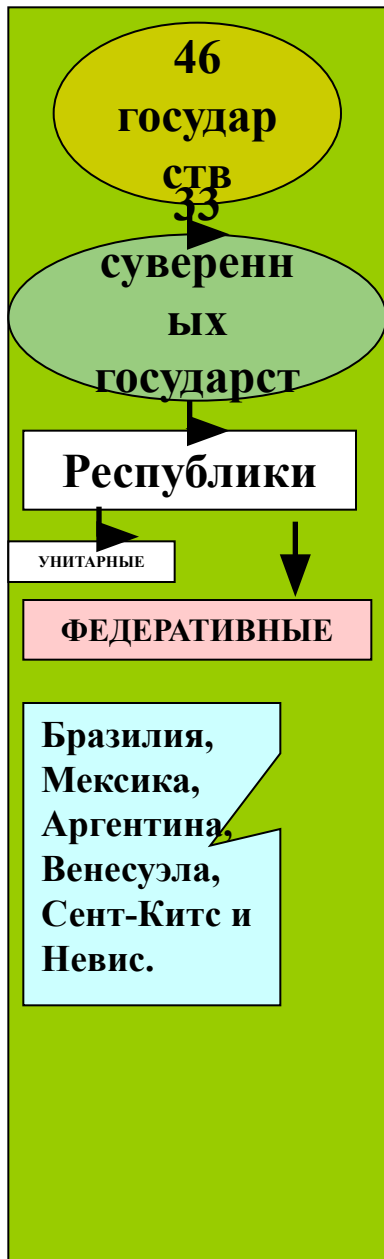 46
государ
ств
33
суверенн
ых
государст
Республики
УНИТАРНЫЕ
ФЕДЕРАТИВНЫЕ
Бразилия,
Мексика,
Аргентина,
Венесуэла,
Сент-Китс и
Невис.